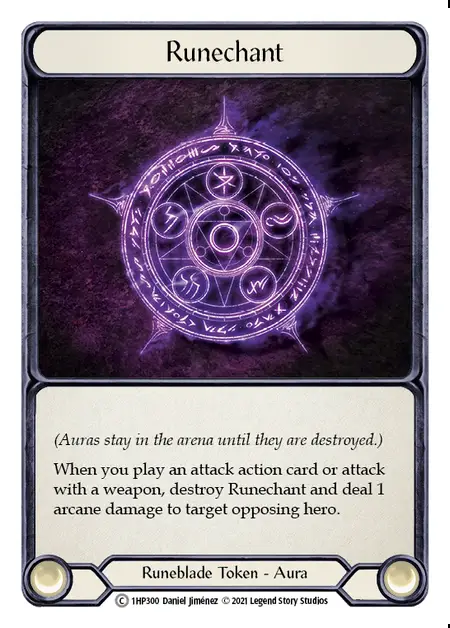 Runechant
(Auras stay in the arena until they are destroyed.)
When you play an attack action card or attack
with a weapon, destroy Runechant and deal 1
arcane damage to target opposing hero.
Runeblade Token - Aura
C 1HP300 Daniel Jiménez © 2021 Legend Story Studios